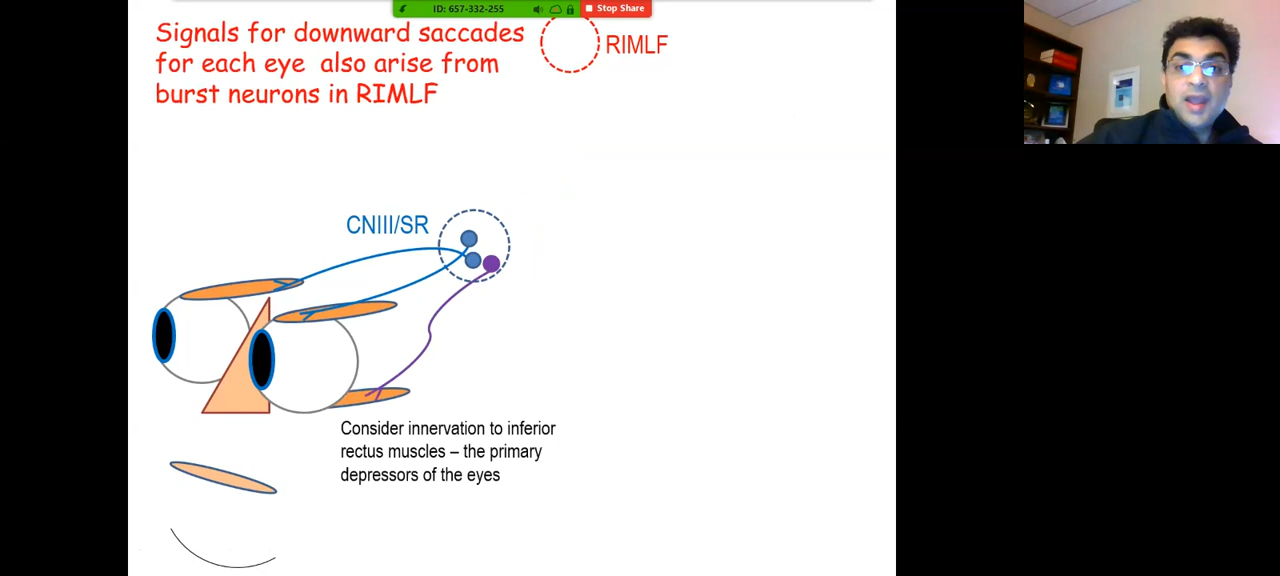 ID: 657-332-255
Stop Share
Signals for downward saccades
for each eye also arise from
burst neurons in RIMLF
RIMLF
CNIII/SR
Consider innervation to inferior
rectus muscles – the primary
depressors of the eyes